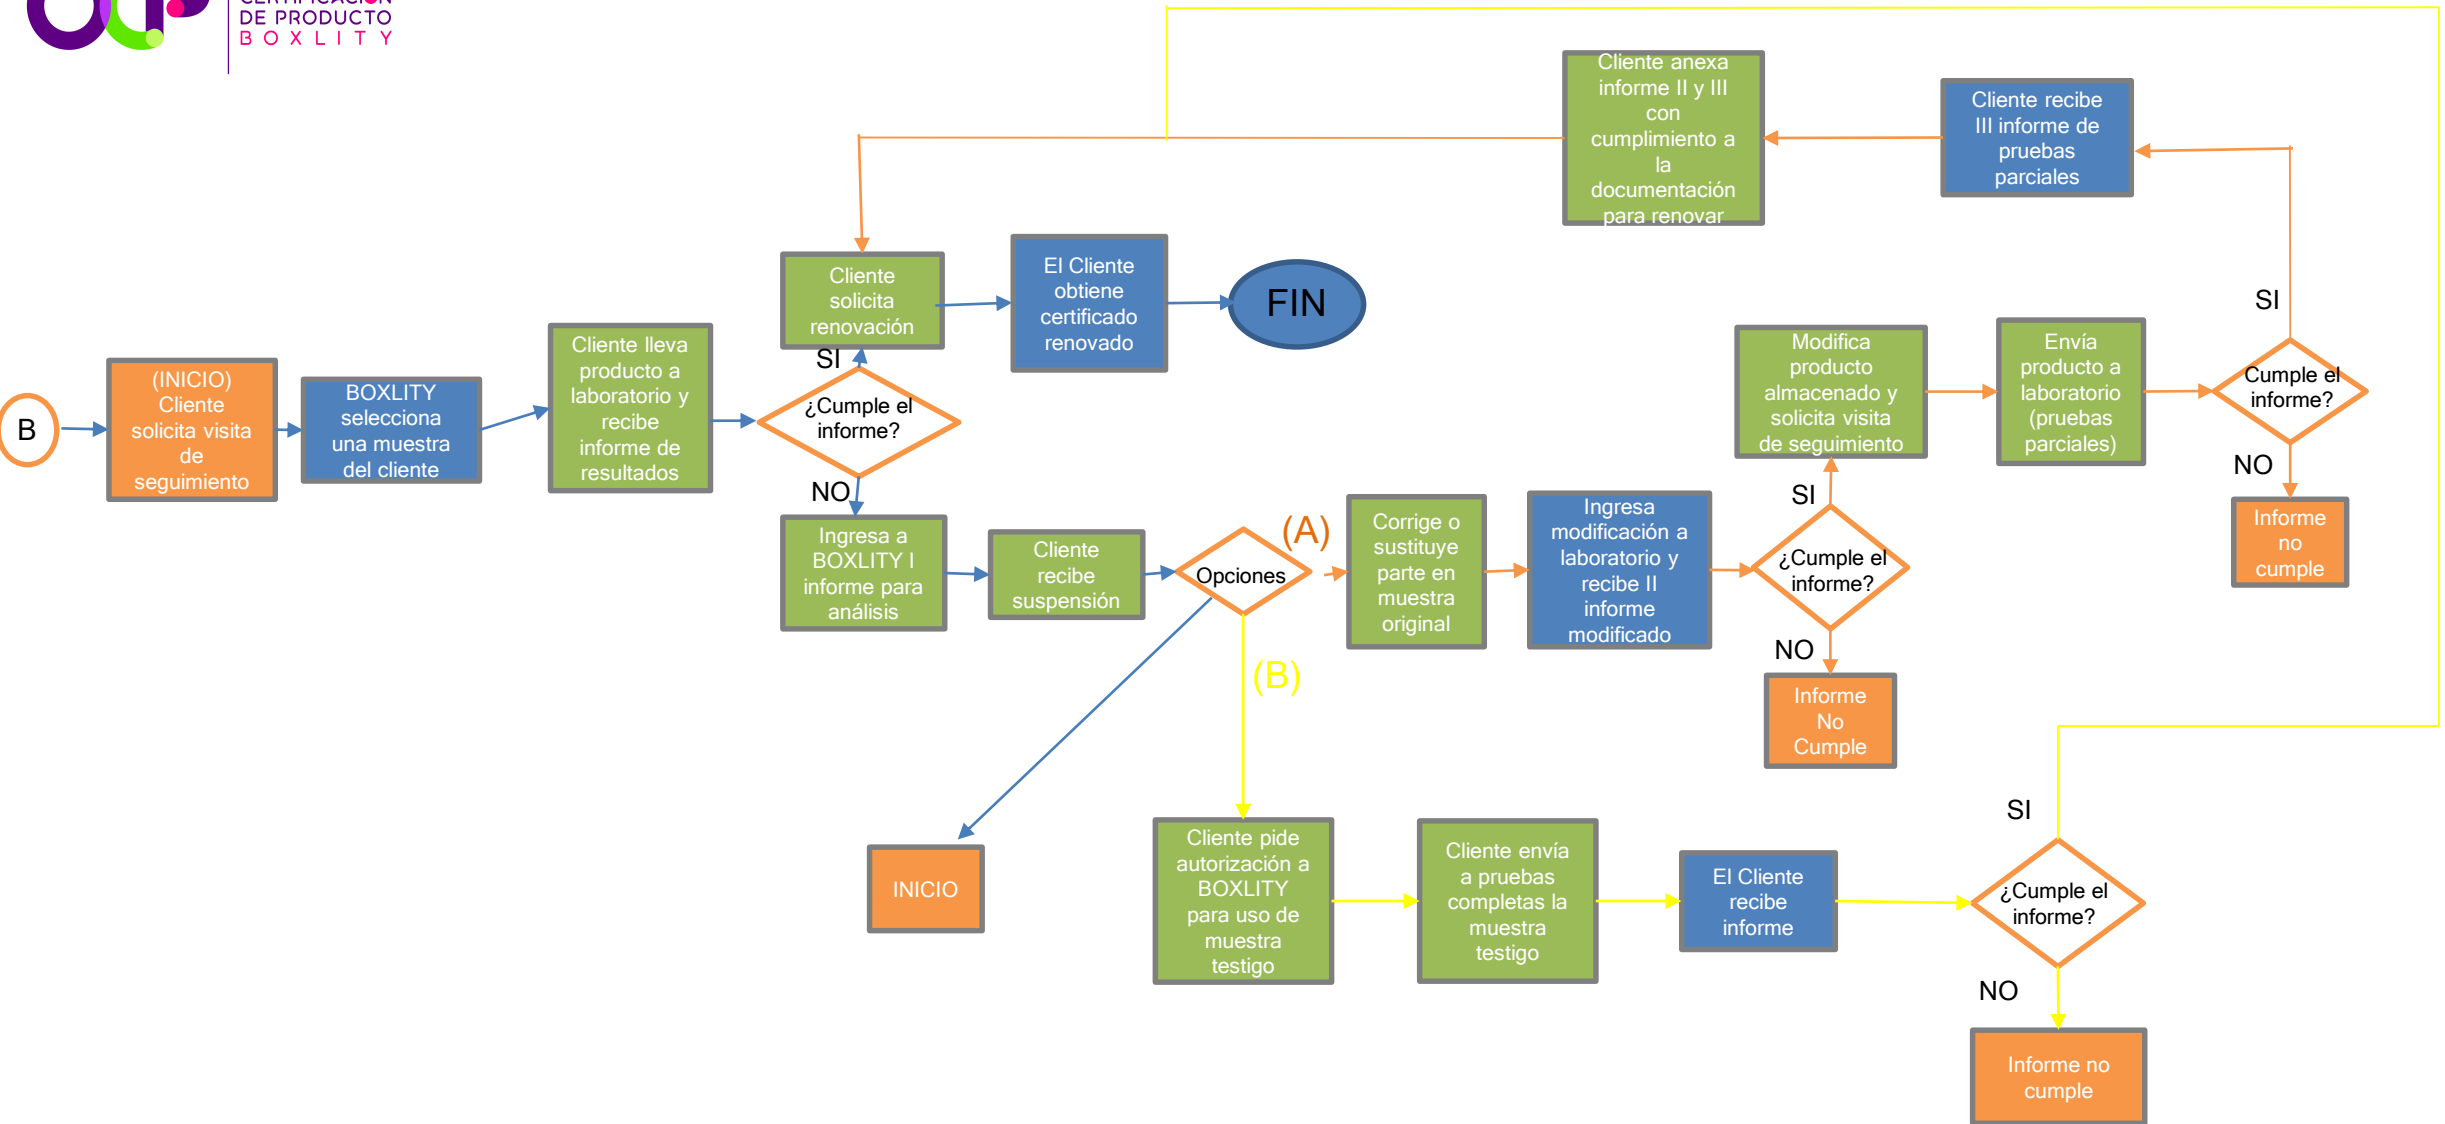 DE PRODUCTO
BOXLITY
Cliente anexa
informe II y III
con
cumplimiento a
la
documentación
para renovar
Cliente recibe
III informe de
pruebas
parciales
Cliente
solicita
renovación
El Cliente
obtiene
certificado
renovado
FIN
SI
B
(INICIO)
Cliente
solicita visita
de
seguimiento
BOXLITY
selecciona
una muestra
del cliente
Cliente lleva
producto a
laboratorio y
recibe
informe de
resultados
SI
¿Cumple el
informe?
NO
Modifica
producto
almacenado y
solicita visita
de seguimiento
Envía
producto a
laboratorio
(pruebas
parciales)
Cumple el
informe?
NO
Informe
no
cumple
Ingresa a
BOXLITY I
informe para
análisis
Cliente
recibe
suspensión
Opciones
(A)
Corrige o
sustituye
parte en
muestra
original
Ingresa
modificación a
laboratorio y
recibe II
informe
modificado
SI
¿Cumple el
informe?
NO
Informe
No
Cumple
(B)
INICIO
Cliente pide
autorización a
BOXLITY
para uso de
muestra
testigo
Cliente envía
a pruebas
completas la
muestra
testigo
El Cliente
recibe
informe
SI
¿Cumple el
informe?
NO
Informe no
cumple